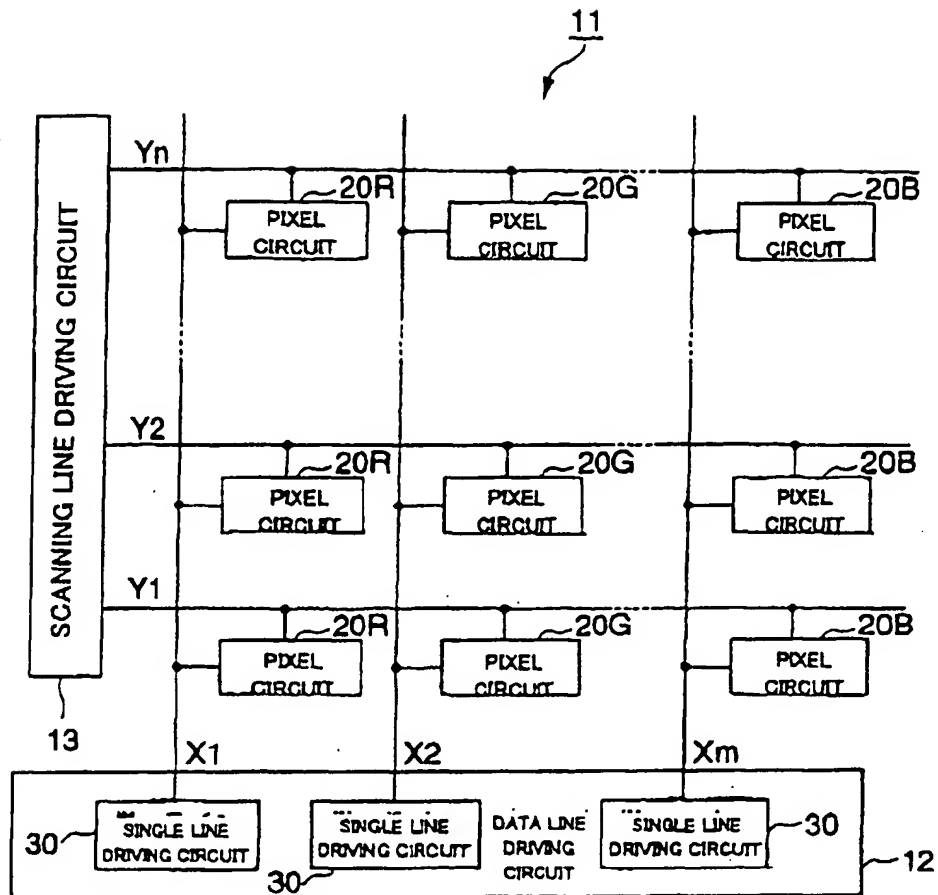 11
SCANNING LINE DRIVING CIRCUIT
Yn
20R
20G
20B
PIXEL
CIRCUIT
PIXEL
CIRCUIT
PIXEL
CIRCUIT
Y2
20R
20G
20B
PIXEL
CIRCUIT
PIXEL
CIRCUIT
PIXEL
CIRCUIT
Y1
20R
20G
20B
PIXEL
CIRCUIT
PIXEL
CIRCUIT
PIXEL
CIRCUIT
13
X1
X2
Xm
30
SINGLE LINE
DRIVING CIRCUIT
30
SINGLE LINE
DRIVING CIRCUIT
DATA LINE
DRIVING
CIRCUIT
SINGLE LINE
DRIVING CIRCUIT
30
12